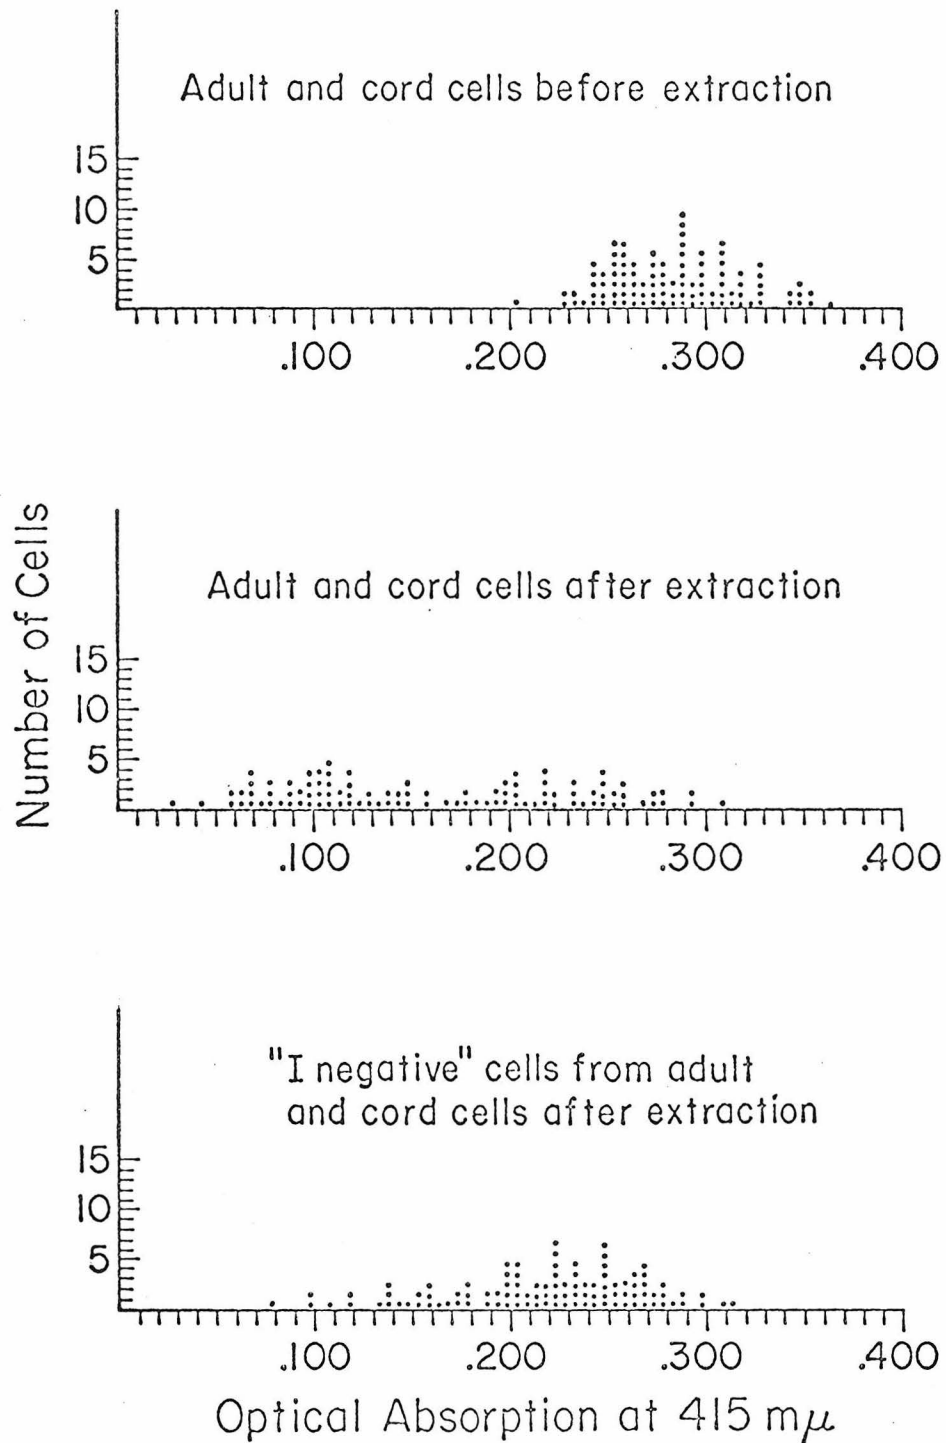 Adult and cord cells before extraction
15
10
5
.100 .200 .300 .400
Number of Cells
Adult and cord cells after extraction
15
10
5
.100 .200 .300 .400
"I negative" cells from adult
and cord cells after extraction
15
10
5
.100 .200 .300 .400
Optical Absorption at 415 mμ